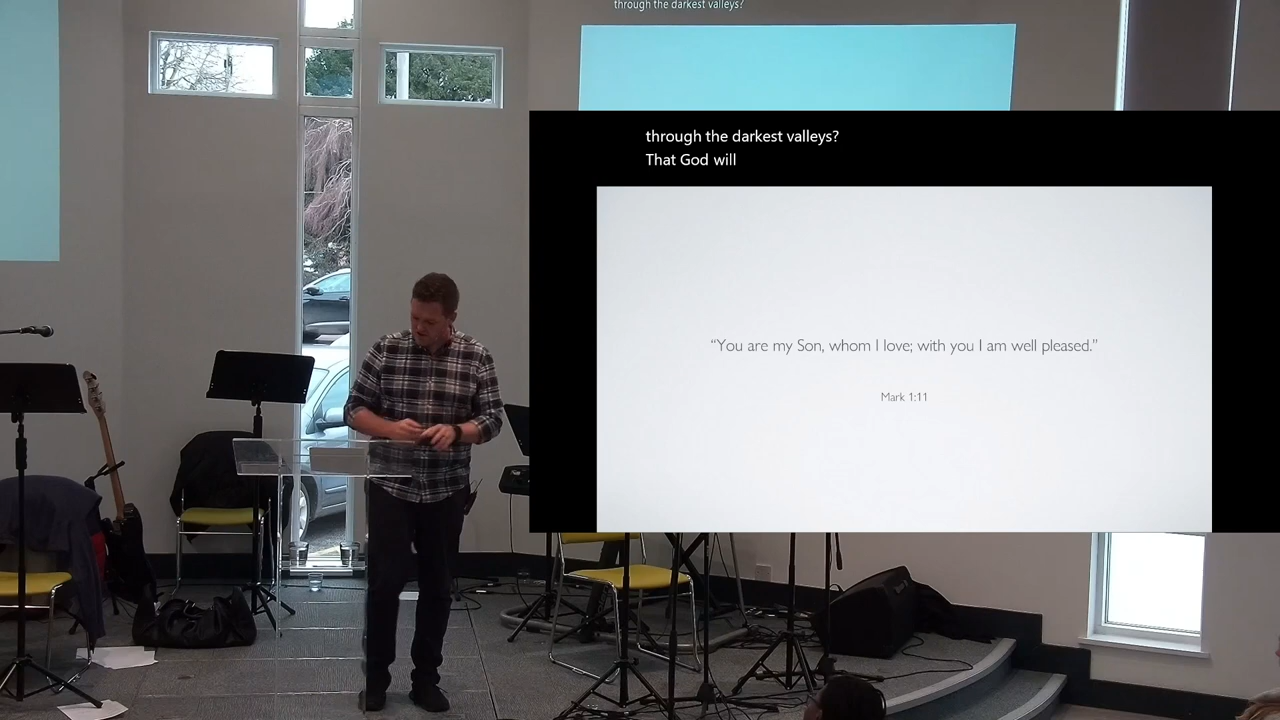 through the darkest valleys?
through the darkest valleys?
That God will
“You are my Son, whom I love; with you I am well pleased.”
Mark 1:11